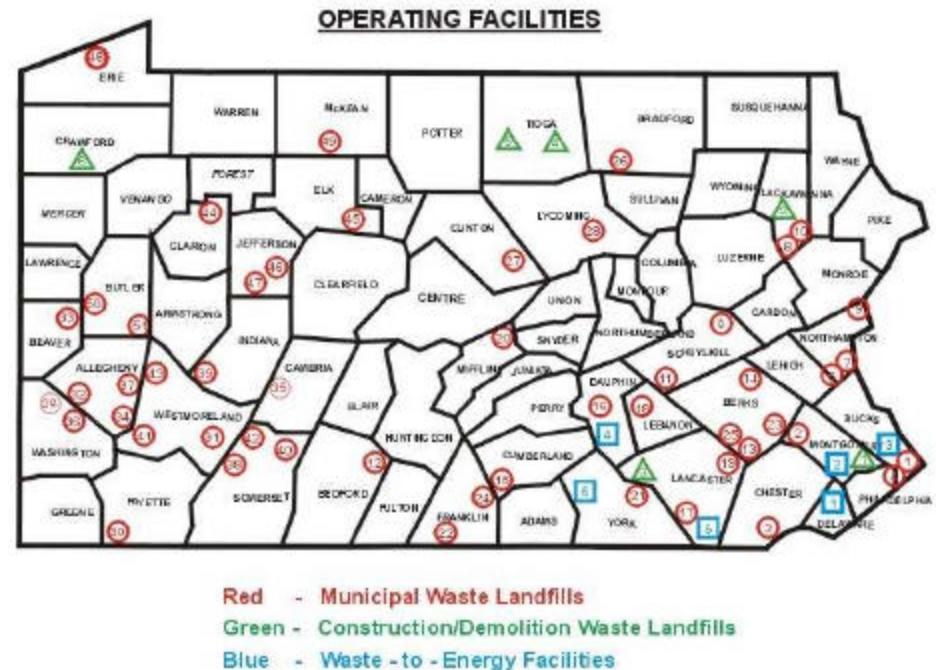 OPERATING FACILITIES
ERIE
WARREN
McKEAN
POTTER
TIOGA
BRADFORD
SUSQUEHANNA
CRAWFORD
WAYNE
FOREST
ELK
CAMERON
WYOMING
LACKAWANNA
PIKE
MERCER
VENANGO
SULLIVAN
CLARION
JEFFERSON
CLINTON
LYCOMING
COLUMBIA
LUZERNE
MONROE
LAWRENCE
BUTLER
CLEARFIELD
CENTRE
UNION
MONTOUR
ARMSTRONG
CARBON
BEAVER
INDIANA
SNYDER
NORTHUMBERLAND
NORTHAMPTON
SCHUYLKILL
ALLEGHENY
CAMBRIA
MIFFLIN
JUNIATA
LEHIGH
DAUPHIN
BERKS
BLAIR
PERRY
WESTMORELAND
LEBANON
BUCKS
HUNTINGDON
MONTGOMERY
WASHINGTON
CUMBERLAND
LANCASTER
CHESTER
PHILADELPHIA
GREENE
FAYETTE
SOMERSET
BEDFORD
FULTON
FRANKLIN
ADAMS
YORK
DELAWARE
Red - Municipal Waste Landfills
Green - Construction/Demolition Waste Landfills
Blue - Waste - to - Energy Facilities